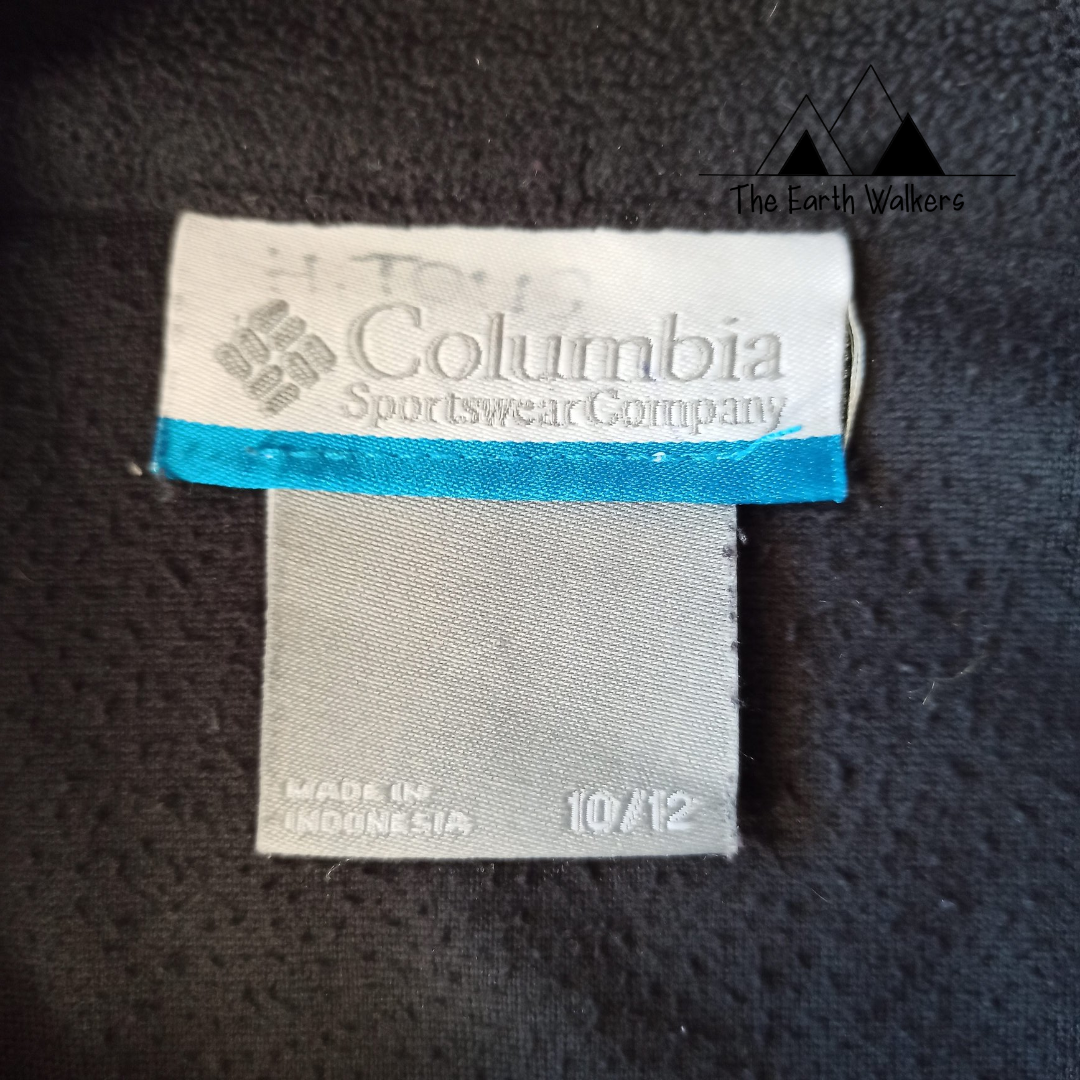 The Earth Walkers
Columbia
Sportswear Company
MADE IN
INDONESIA
10/12